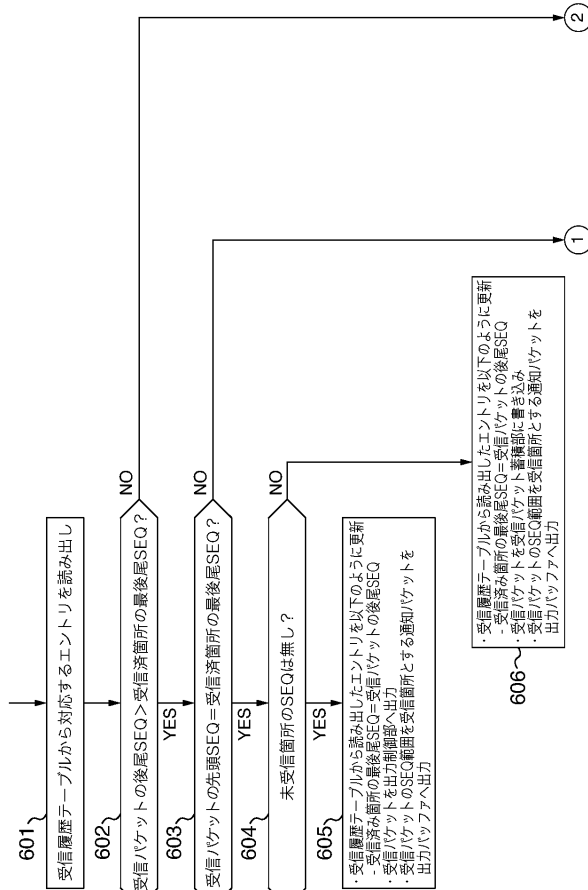 601
受信履歴テーブルから対応するエントリを読み出し
602
受信パケットの後尾SEQ＞受信済箇所の最後尾SEQ？
NO
YES
603
受信パケットの先頭SEQ＝受信済箇所の最後尾SEQ？
NO
YES
604
未受信箇所のSEQは無し？
NO
YES
605
・受信履歴テーブルから読み出したエントリを以下のように更新
- 受信済み箇所の最後尾SEQ＝受信パケットの後尾SEQ
・受信パケットを出力制御部へ出力
・受信パケットのSEQ範囲を受信箇所とする通知パケットを
出力バッファへ出力
606
・受信履歴テーブルから読み出したエントリを以下のように更新
- 受信済み箇所の最後尾SEQ＝受信パケットの後尾SEQ
・受信パケットを受信パケット蓄積部に書き込み
・受信パケットのSEQ範囲を受信箇所とする通知パケットを
出力バッファへ出力
1
2